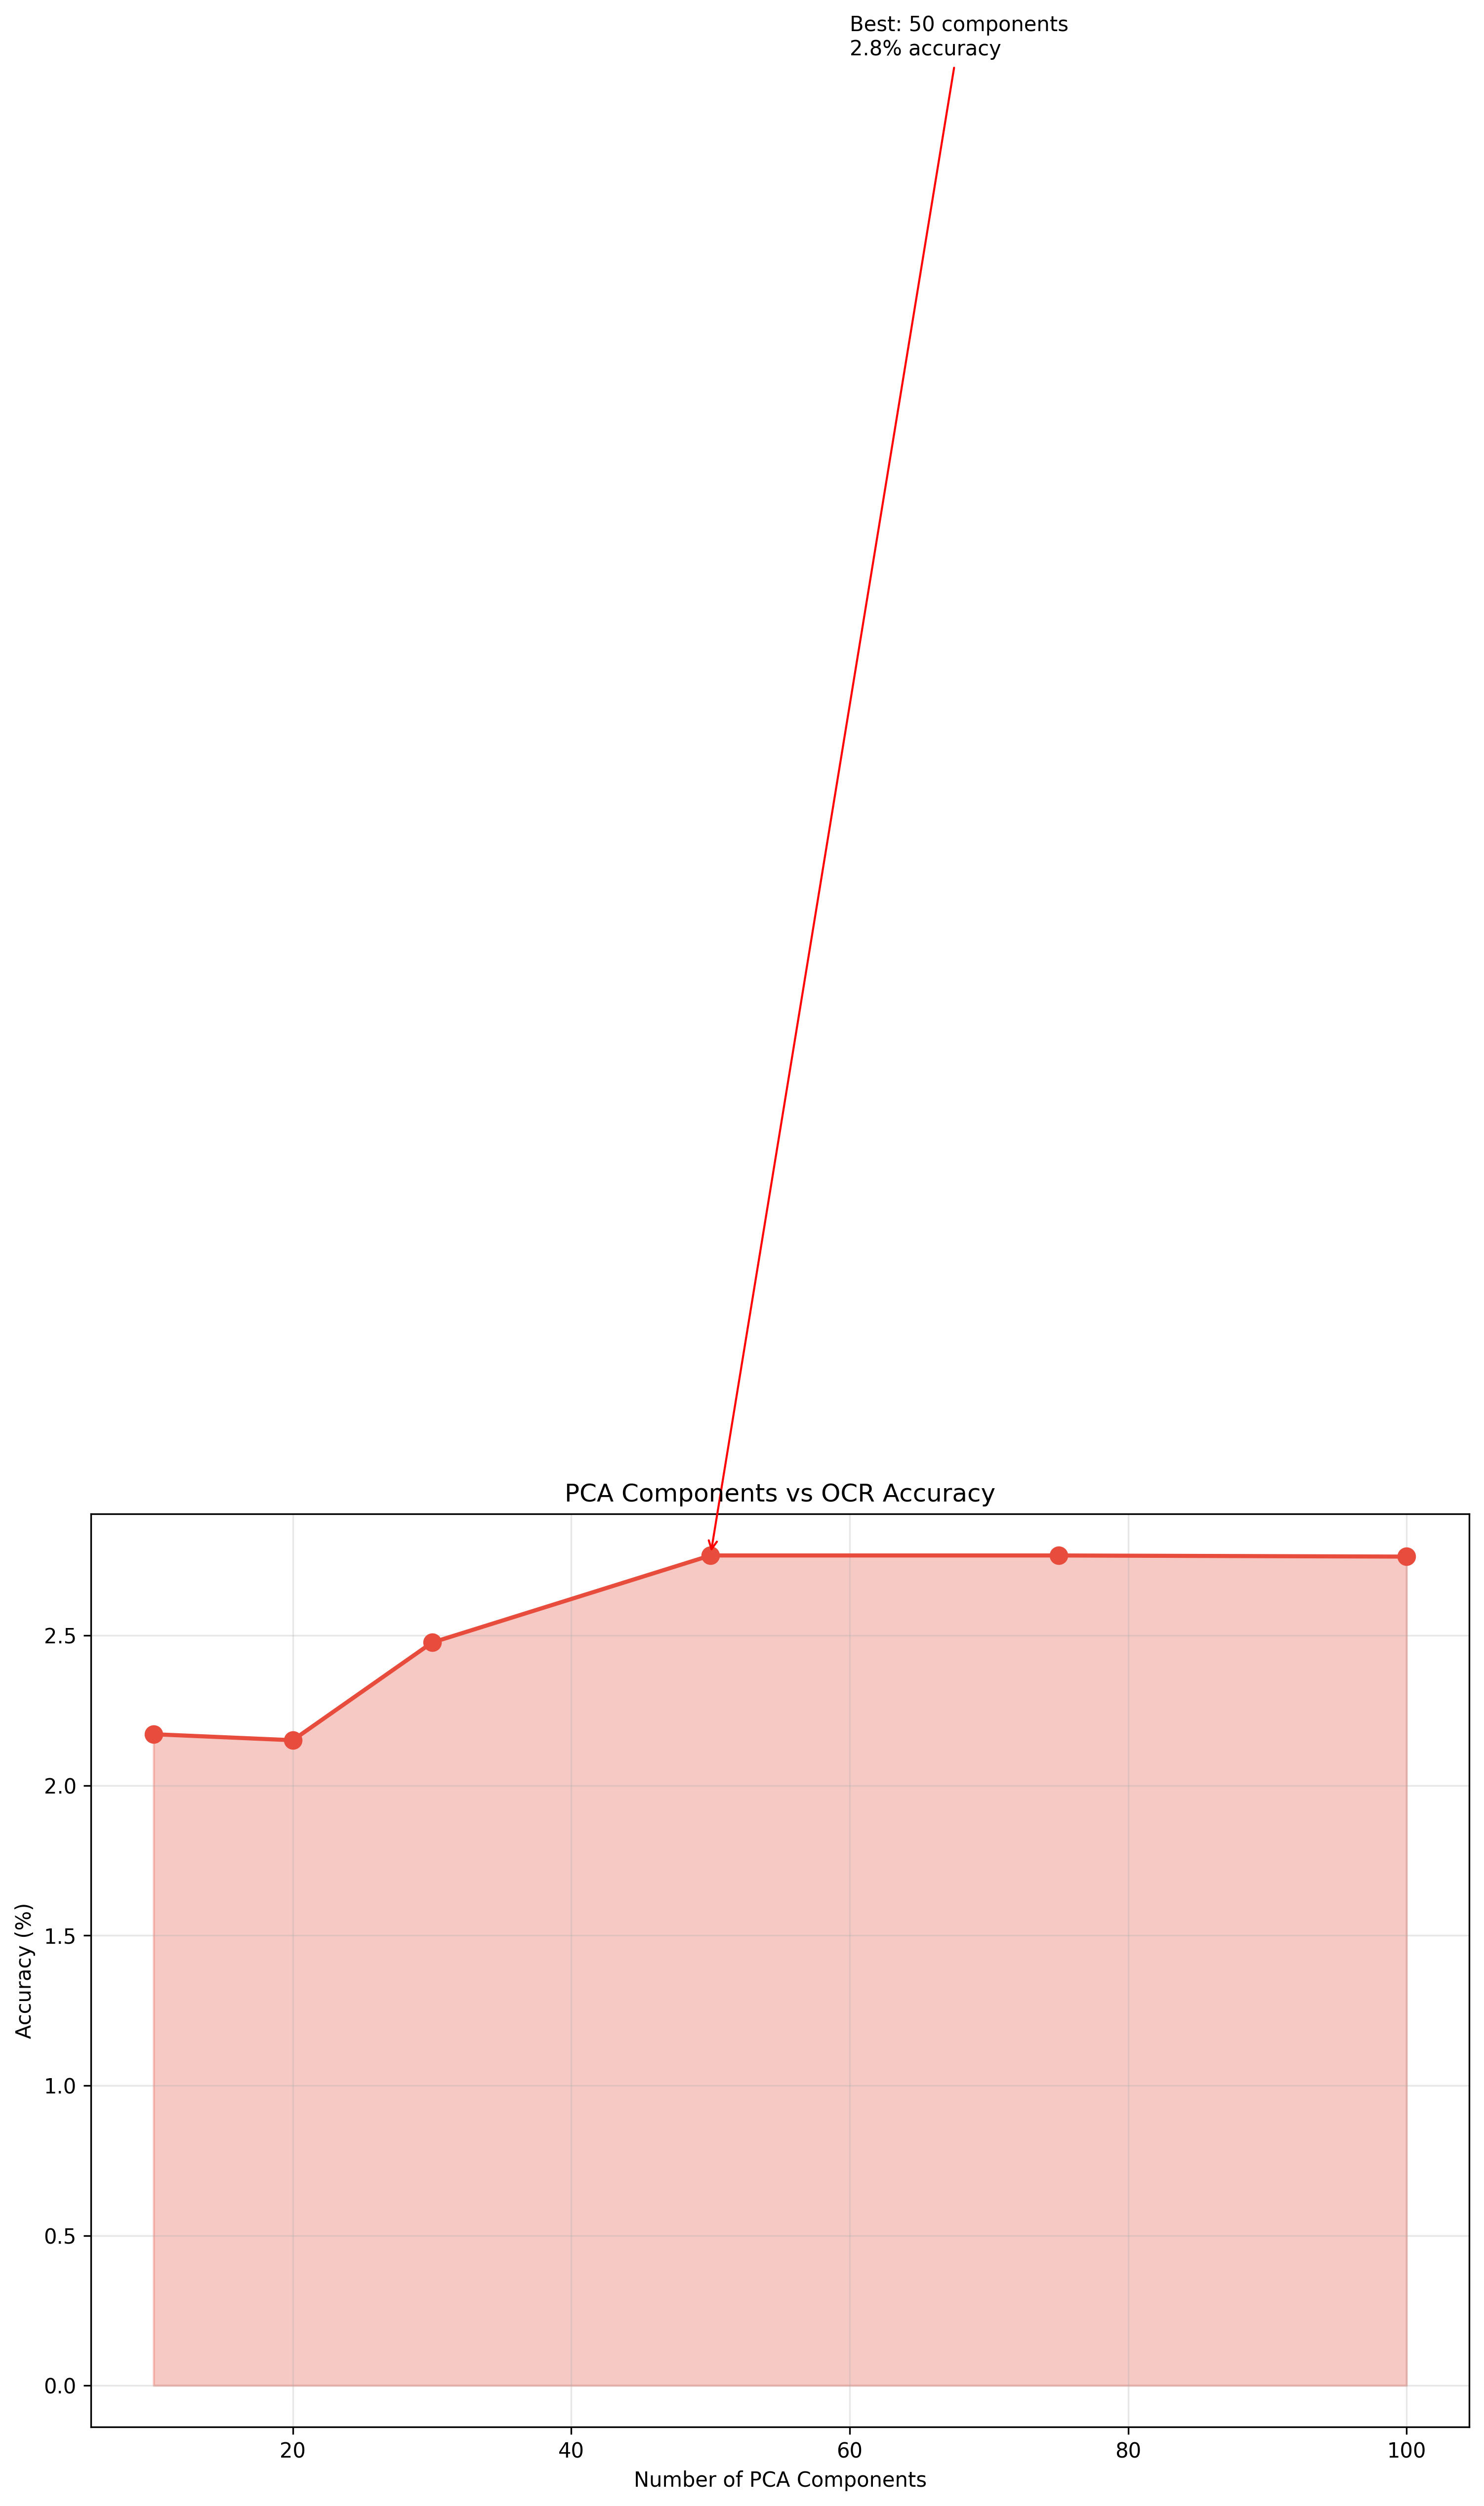 Best: 50 components
2.8% accuracy
PCA Components vs OCR Accuracy
2.5
2.0
1.5
1.0
0.5
0.0
Accuracy (%)
20 40 60 80 100
Number of PCA Components